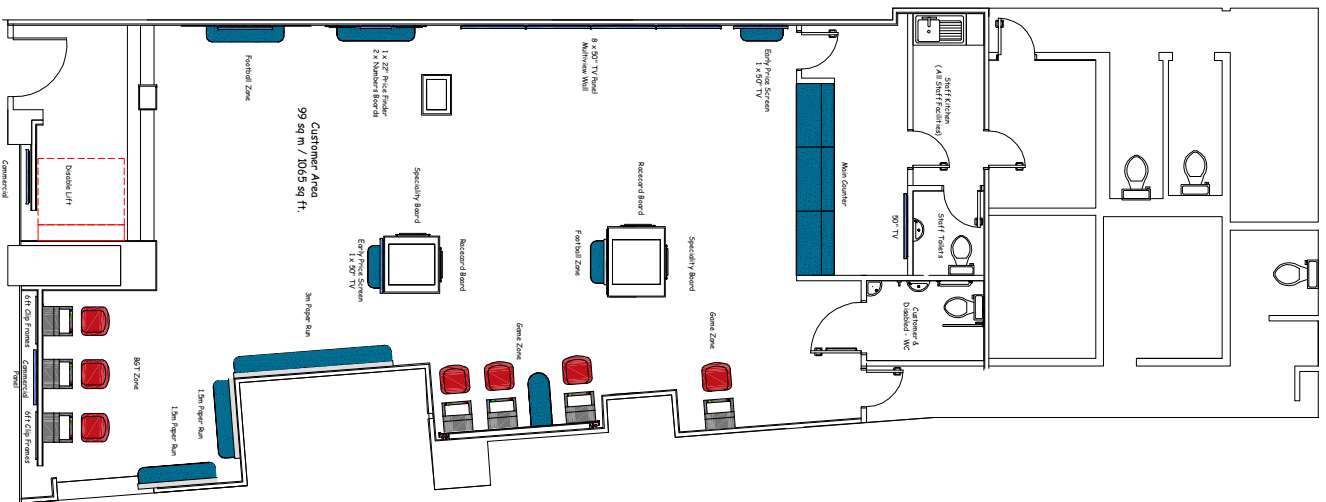 Football Zone
1 x 22" Price Finder
2 x Numbers Boards
8 x 50" TV Panel
Multiview Wall
Early Price Screen
1 x 50" TV
Staff Kitchen
( All Staff Facilities)
Customer Area
99 sq m / 1065 sq ft.
Main Counter
Disable Lift
Commercial
Speciality Board
Racecard Board
50" TV
Staff Toilets
Early Price Screen
1 x 50" TV
Racecard Board
Football Zone
Speciality Board
Customer &
Disabled - WC
3m Paper Run
Game Zone
Game Zone
6ft Clip Frames
Commercial
Panel
6ft Clip Frames
BGT Zone
1.5m Paper Run
1.5m Paper Run